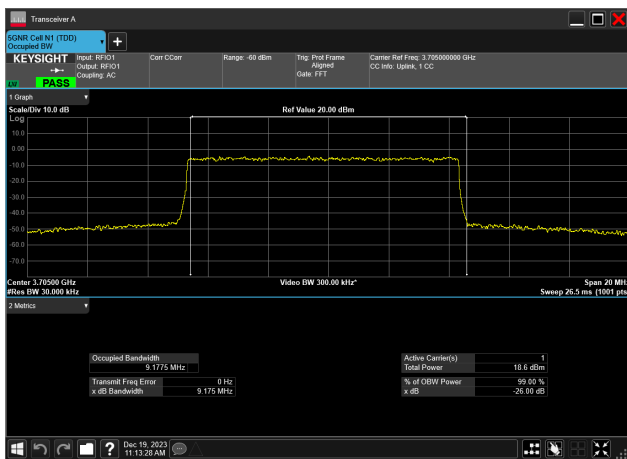 Transceiver A
5GNR Cell N1 (TDD)
Occupied BW
+
KEYSIGHT
Input: RFIO1
Output: RFIO1
Coupling: AC
Corr CCorr
Range: -60 dBm
Trig: Prot Frame
Aligned
Gate: FFT
Carrier Ref Freq: 3.705000000 GHz
CC Info: Uplink, 1 CC
PASS
1 Graph
Scale/Div 10.0 dB
Ref Value 20.00 dBm
Log
10.0
0.00
-10.0
-20.0
-30.0
-40.0
-50.0
-60.0
-70.0
Center 3.70500 GHz
Video BW 300.00 kHz*
Span 20 MHz
#Res BW 30.000 kHz
Sweep 26.5 ms (1001 pts
2 Metrics
Occupied Bandwidth
9.1775 MHz
Active Carrier(s) 1
Total Power 18.6 dBm
Transmit Freq Error 0 Hz
x dB Bandwidth 9.175 MHz
% of OBW Power 99.00 %
x dB -26.00 dB
?
Dec 19, 2023
11:13:28 AM